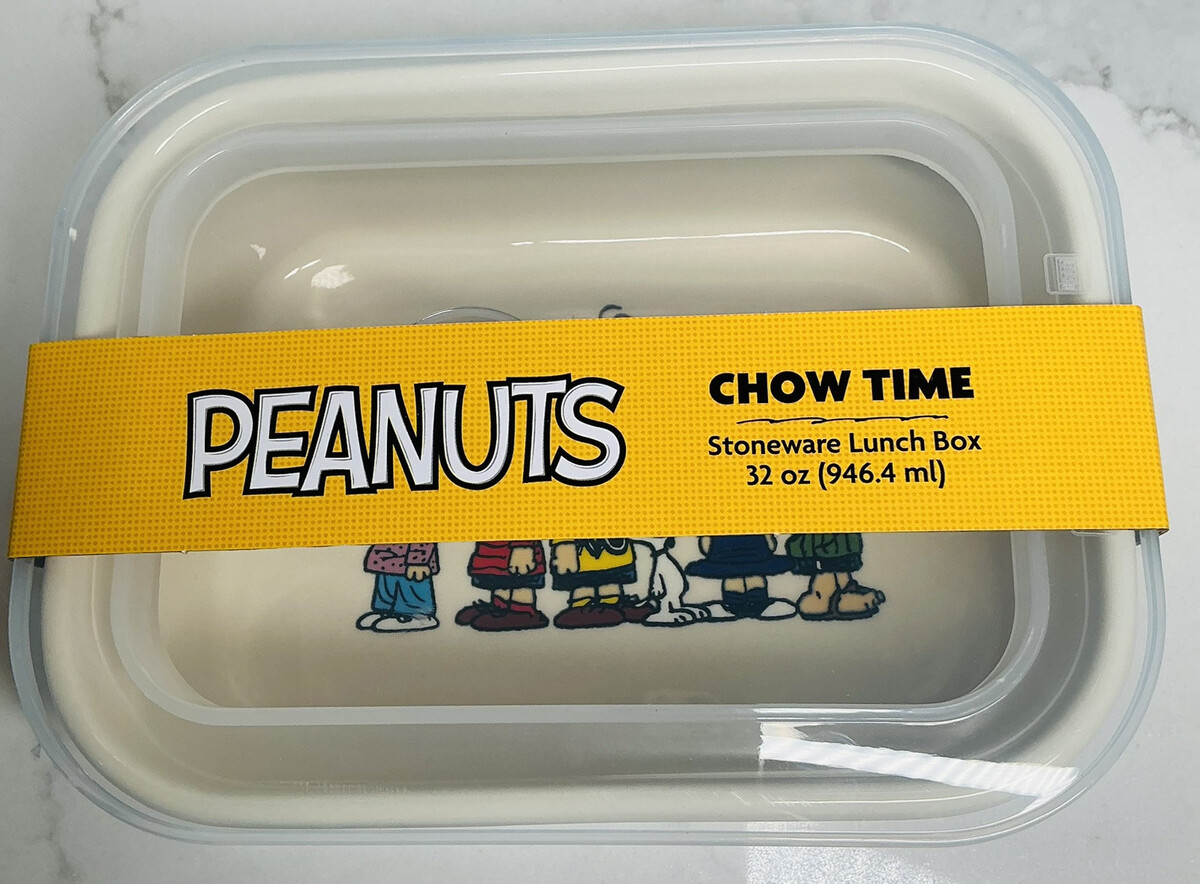 PEANUTS
CHOW TIME
Stoneware Lunch Box
32 oz (946.4 ml)